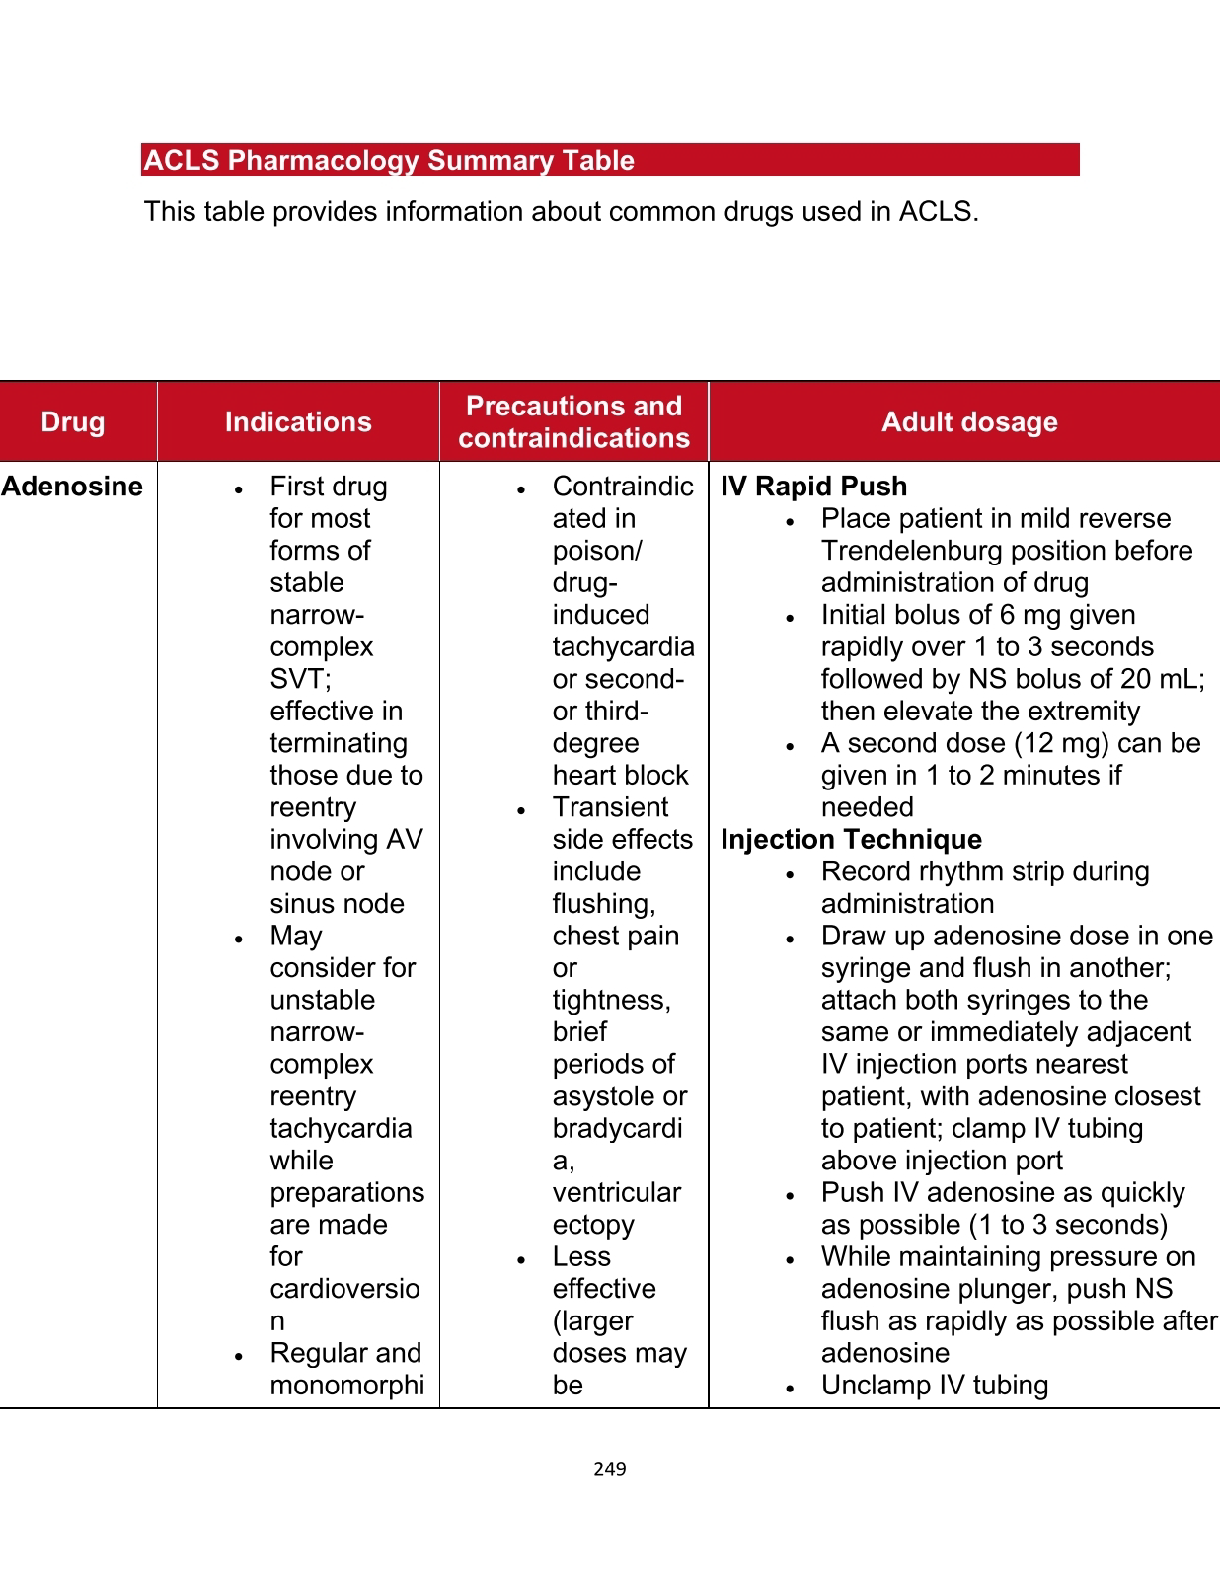 ACLS Pharmacology Summary Table
This table provides information about common drugs used in ACLS.
Drug
Indications
Precautions and
contraindications
Adult dosage
Adenosine
• First drug
for most
forms of
stable
narrow-
complex
SVT;
effective in
terminating
those due to
reentry
involving AV
node or
sinus node
• May
consider for
unstable
narrow-
complex
reentry
tachycardia
while
preparations
are made
for
cardioversio
n
• Regular and
monomorphi
• Contraindic
ated in
poison/
drug-
induced
tachycardia
or second-
or third-
degree
heart block
• Transient
side effects
include
flushing,
chest pain
or
tightness,
brief
periods of
asystole or
bradycardi
a,
ventricular
ectopy
• Less
effective
(larger
doses may
be
IV Rapid Push
• Place patient in mild reverse
Trendelenburg position before
administration of drug
• Initial bolus of 6 mg given
rapidly over 1 to 3 seconds
followed by NS bolus of 20 mL;
then elevate the extremity
• A second dose (12 mg) can be
given in 1 to 2 minutes if
needed
Injection Technique
• Record rhythm strip during
administration
• Draw up adenosine dose in one
syringe and flush in another;
attach both syringes to the
same or immediately adjacent
IV injection ports nearest
patient, with adenosine closest
to patient; clamp IV tubing
above injection port
• Push IV adenosine as quickly
as possible (1 to 3 seconds)
• While maintaining pressure on
adenosine plunger, push NS
flush as rapidly as possible after
adenosine
• Unclamp IV tubing
249